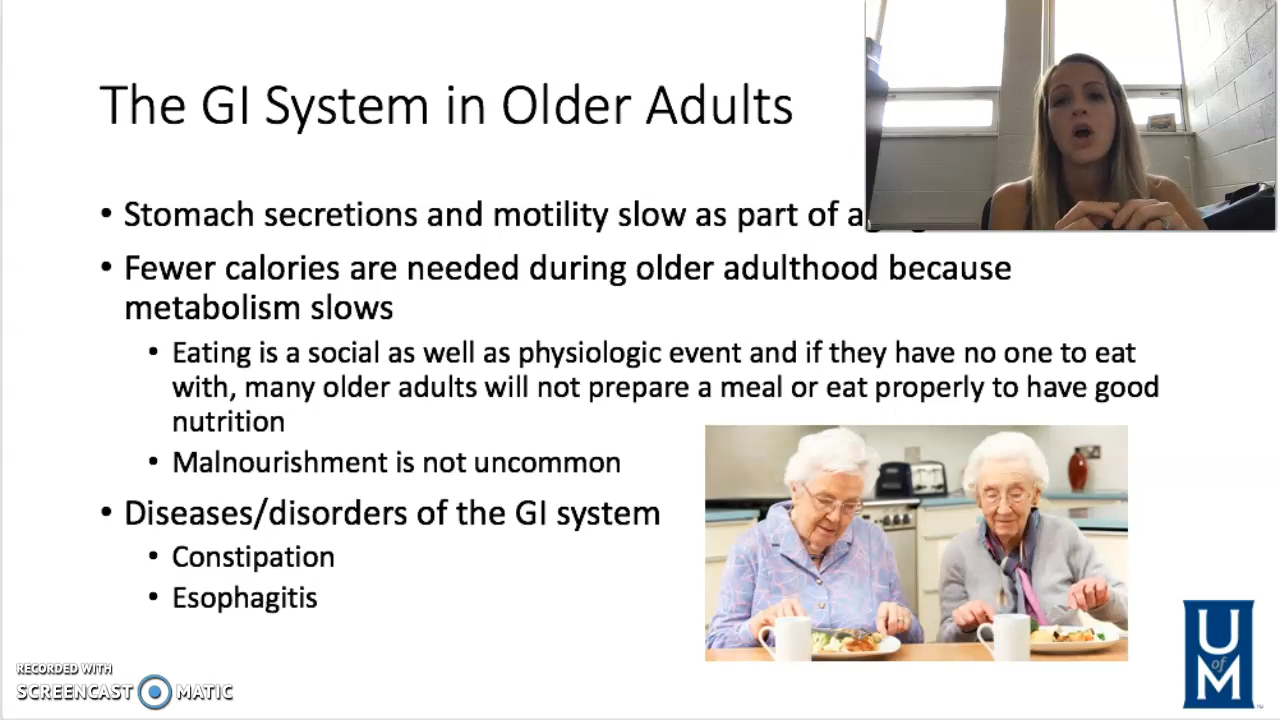 The GI System in Older Adults
• Stomach secretions and motility slow as part of
• Fewer calories are needed during older adulthood because
metabolism slows
• Eating is a social as well as physiologic event and if they have no one to eat
with, many older adults will not prepare a meal or eat properly to have good
nutrition
• Malnourishment is not uncommon
• Diseases/disorders of the GI system
• Constipation
• Esophagitis
RECORDED WITH
SCREENCAST MATIC
U
of
M
TM